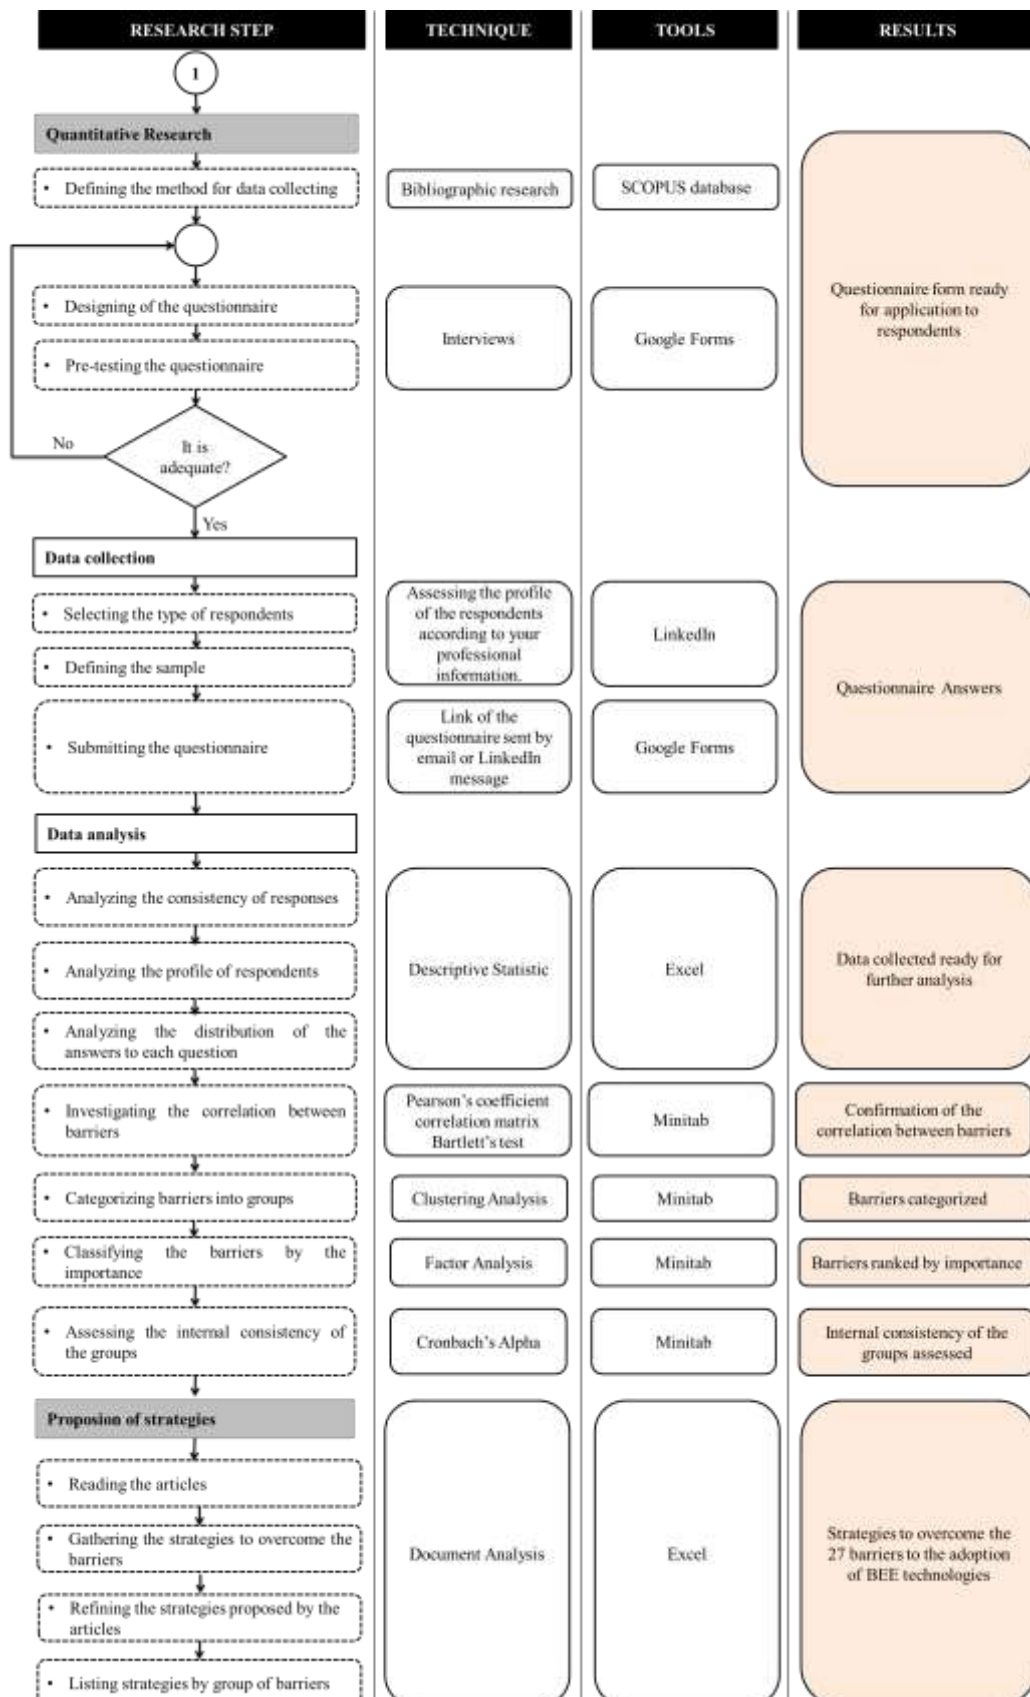 RESEARCH STEP
TECHNIQUE
TOOLS
RESULTS
1
Quantitative Research
• Defining the method for data collecting
Bibliographic research
SCOPUS database
• Designing of the questionnaire
• Pre-testing the questionnaire
Interviews
Google Forms
Questionnaire form ready
for application to
respondents
No
It is
adequate?
Yes
Data collection
• Selecting the type of respondents
• Defining the sample
Assessing the profile
of the respondents
according to your
professional
information.
LinkedIn
Questionnaire Answers
• Submitting the questionnaire
Link of the
questionnaire sent by
email or LinkedIn
message
Google Forms
Data analysis
• Analyzing the consistency of responses
• Analyzing the profile of respondents
• Analyzing the distribution of the
answers to each question
Descriptive Statistic
Excel
Data collected ready for
further analysis
• Investigating the correlation between
barriers
Pearson's coefficient
correlation matrix
Bartlett's test
Minitab
Confirmation of the
correlation between barriers
• Categorizing barriers into groups
Clustering Analysis
Minitab
Barriers categorized
• Classifying the barriers by the
importance
Factor Analysis
Minitab
Barriers ranked by importance
• Assessing the internal consistency of
the groups
Cronbach's Alpha
Minitab
Internal consistency of the
groups assessed
Proposion of strategies
• Reading the articles
• Gathering the strategies to overcome the
barriers
• Refining the strategies proposed by the
articles
• Listing strategies by group of barriers
Document Analysis
Excel
Strategies to overcome the
27 barriers to the adoption
of BEE technologies